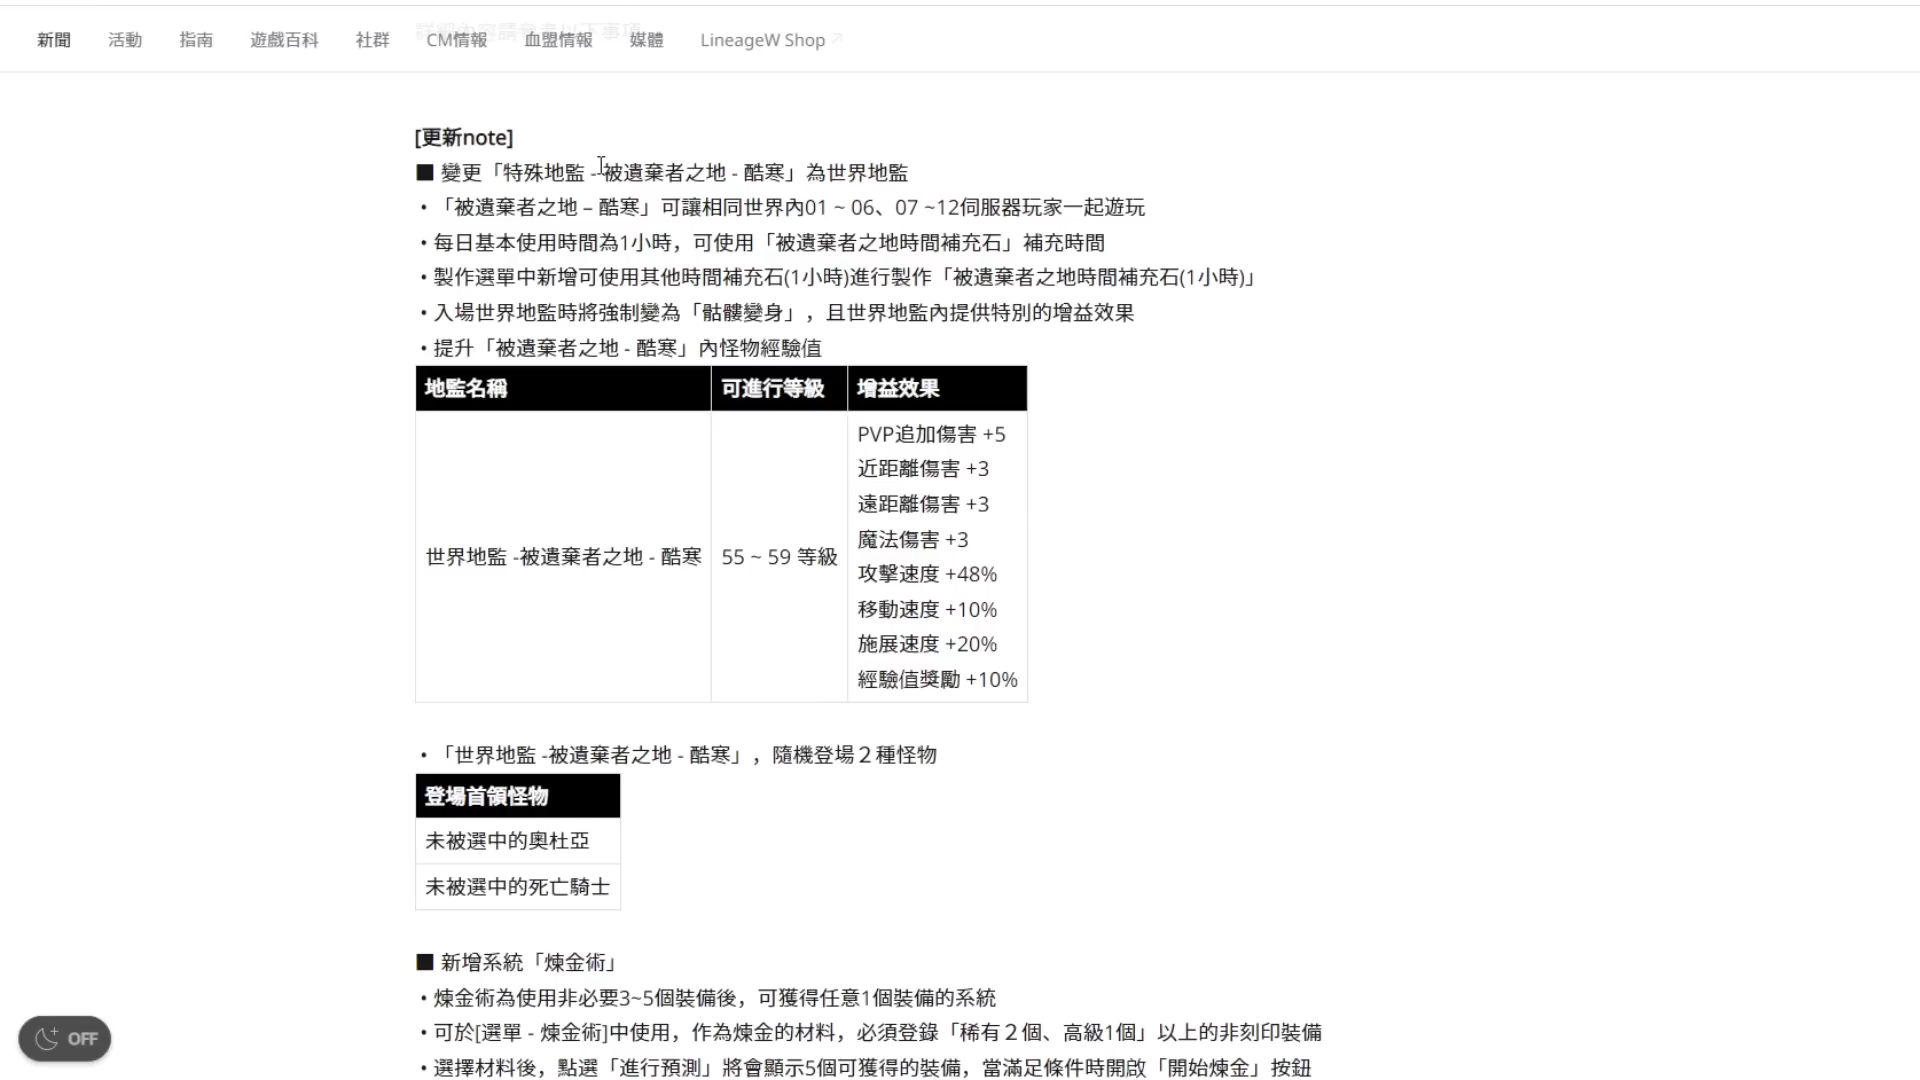 新聞 活動 指南 遊戲百科 社群 CM情報 血盟情報 媒體 LineageW Shop
詳細內容請參考以下事項
[更新note]
■ 變更「特殊地監 - 被遺棄者之地 - 酷寒」為世界地監
・「被遺棄者之地 – 酷寒」可讓相同世界內01 ~ 06、07 ~12伺服器玩家一起遊玩
・每日基本使用時間為1小時，可使用「被遺棄者之地時間補充石」補充時間
・製作選單中新增可使用其他時間補充石(1小時)進行製作「被遺棄者之地時間補充石(1小時)」
・入場世界地監時將強制變為「骷髏變身」，且世界地監內提供特別的增益效果
・提升「被遺棄者之地 - 酷寒」內怪物經驗值
地監名稱 可進行等級 增益效果
世界地監 -被遺棄者之地 - 酷寒 55 ~ 59 等級
PVP追加傷害 +5
近距離傷害 +3
遠距離傷害 +3
魔法傷害 +3
攻擊速度 +48%
移動速度 +10%
施展速度 +20%
經驗值獎勵 +10%
・「世界地監 -被遺棄者之地 - 酷寒」，隨機登場２種怪物
登場首領怪物
未被選中的奧杜亞
未被選中的死亡騎士
■ 新增系統「煉金術」
・煉金術為使用非必要3~5個裝備後，可獲得任意1個裝備的系統
・可於[選單 - 煉金術]中使用，作為煉金的材料，必須登錄「稀有２個、高級1個」以上的非刻印裝備
・選擇材料後，點選「進行預測」將會顯示5個可獲得的裝備，當滿足條件時開啟「開始煉金」按鈕
OFF